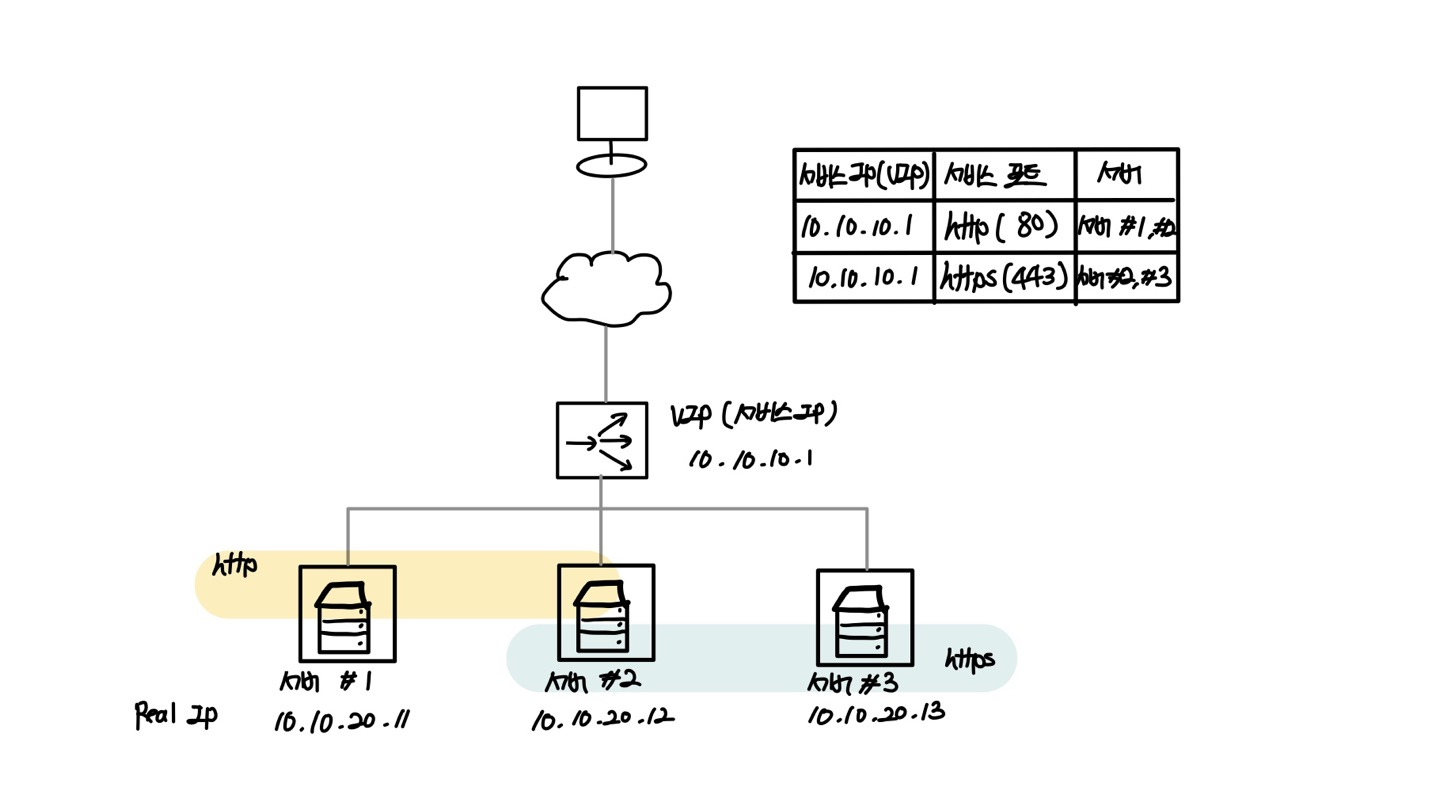 서비스 Ip(VIp) 서비스 포트 서버
10.10.10.1 http(80) 서버 #1,#2
10.10.10.1 https(443) 서버 #2,#3
VIp (서비스 Ip)
10.10.10.1
http
https
서버 #1 서버 #2 서버 #3
Real Ip 10.10.20.11 10.10.20.12 10.10.20.13